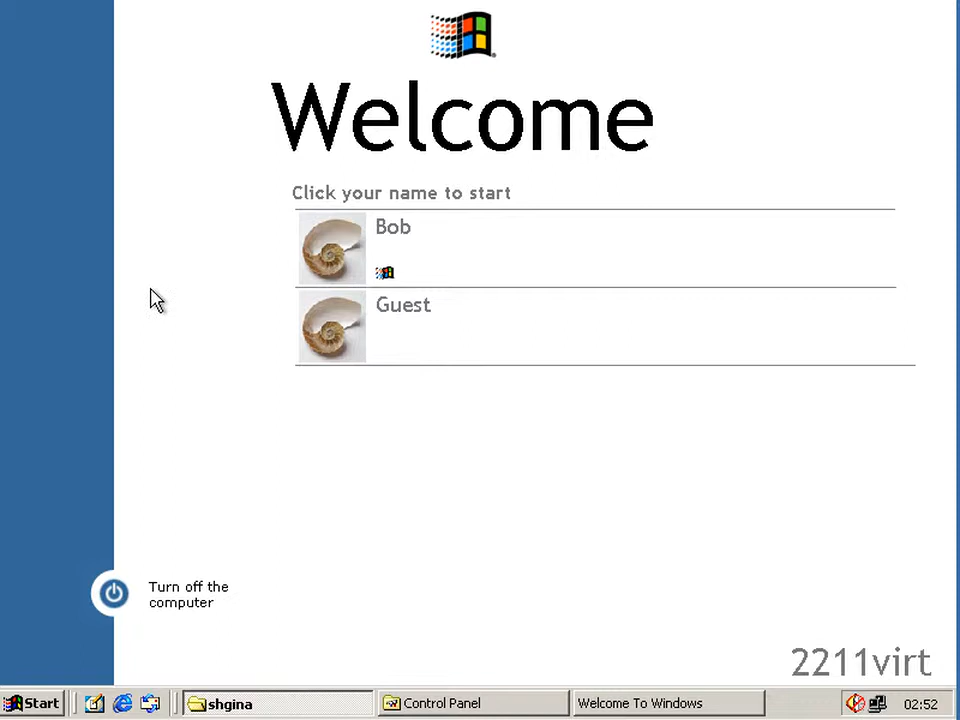 Welcome
Click your name to start
Bob
Guest
Turn off the
computer
2211virt
Start
shgina
Control Panel
Welcome To Windows
02:52